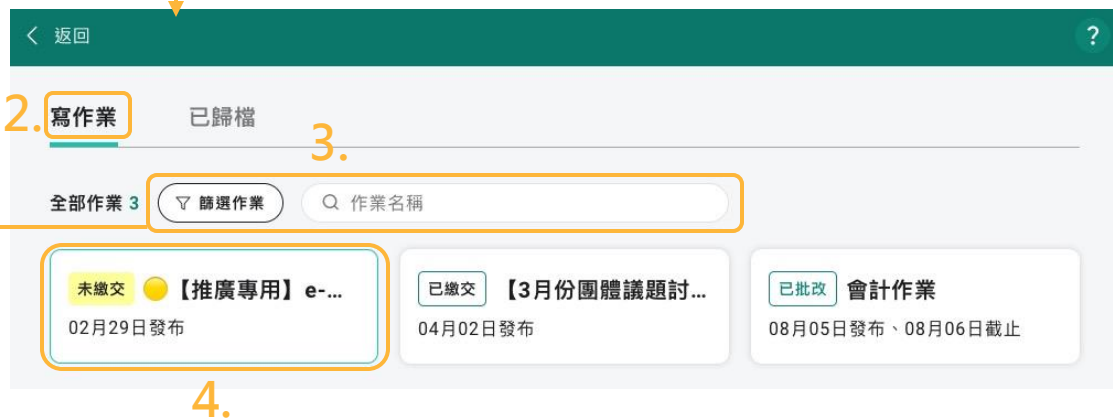 返回
?
2.
寫作業
已歸檔
3.
全部作業 3
篩選作業
作業名稱
未繳交
【推廣專用】e-...
02月29日發布
已繳交
【3月份團體議題討...
04月02日發布
已批改
會計作業
08月05日發布、08月06日截止
4.